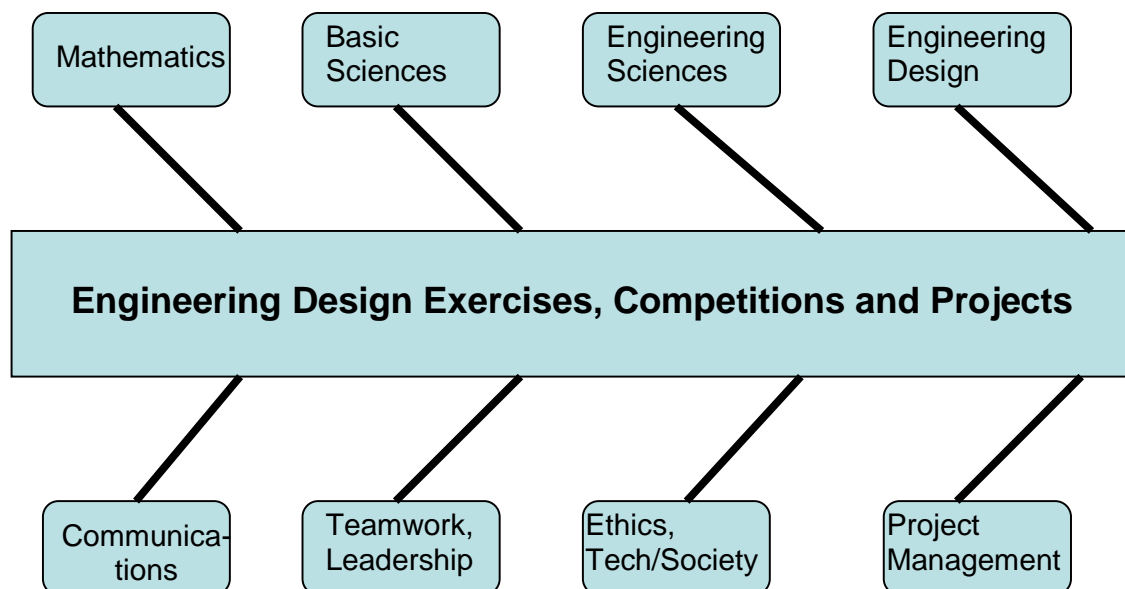 Mathematics
Basic
Sciences
Engineering
Sciences
Engineering
Design
Engineering Design Exercises, Competitions and Projects
Communica-
tions
Teamwork,
Leadership
Ethics,
Tech/Society
Project
Management